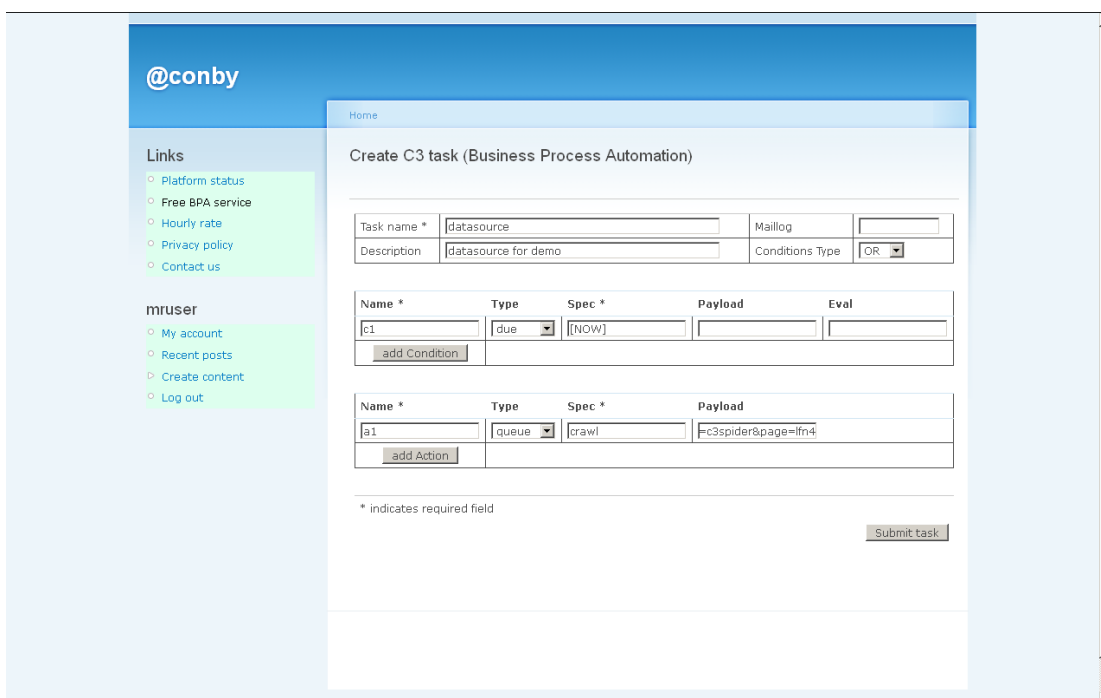 @conby
Home
Links
Platform status
Free BPA service
Hourly rate
Privacy policy
Contact us
mruser
My account
Recent posts
Create content
Log out
Create C3 task (Business Process Automation)
Task name * datasource Maillog
Description datasource for demo Conditions Type OR
Name * Type Spec * Payload Eval
c1 due [NOW]
add Condition
Name * Type Spec * Payload
a1 queue crawl =c3spider&page=lfn4
add Action
* indicates required field
Submit task